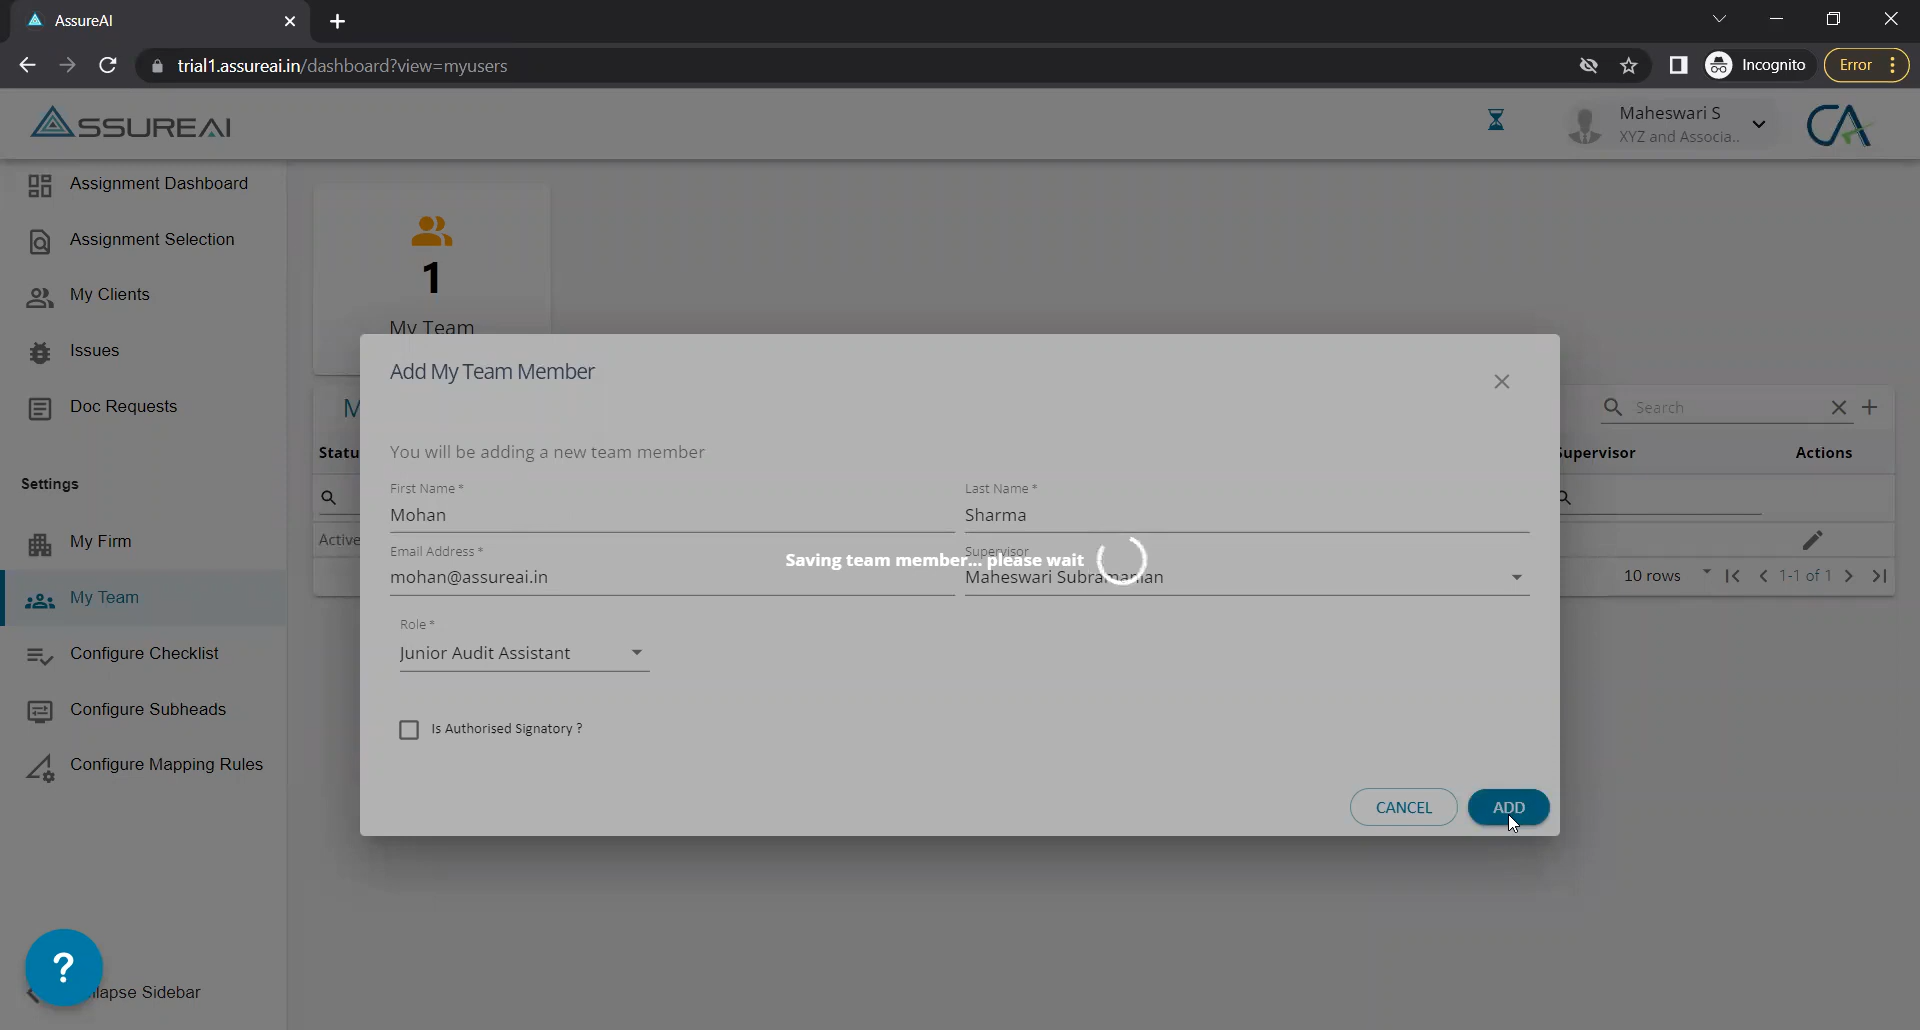 AssureAI
trial1.assureai.in/dashboard?view=myusers
Incognito
Error
ASSUREAI
Maheswari S
XYZ and Associa..
CA
Assignment Dashboard
Assignment Selection
My Clients
Issues
Doc Requests
Settings
My Firm
My Team
Configure Checklist
Configure Subheads
Configure Mapping Rules
?
lapse Sidebar
1
My Team
M
Search
Statu
upervisor
Actions
Active
10 rows
1-1 of 1
Add My Team Member
You will be adding a new team member
First Name *
Last Name *
Mohan
Sharma
Email Address *
Supervisor
Saving team member... please wait
mohan@assureai.in
Maheswari Subramanian
Role *
Junior Audit Assistant
Is Authorised Signatory ?
CANCEL
ADD